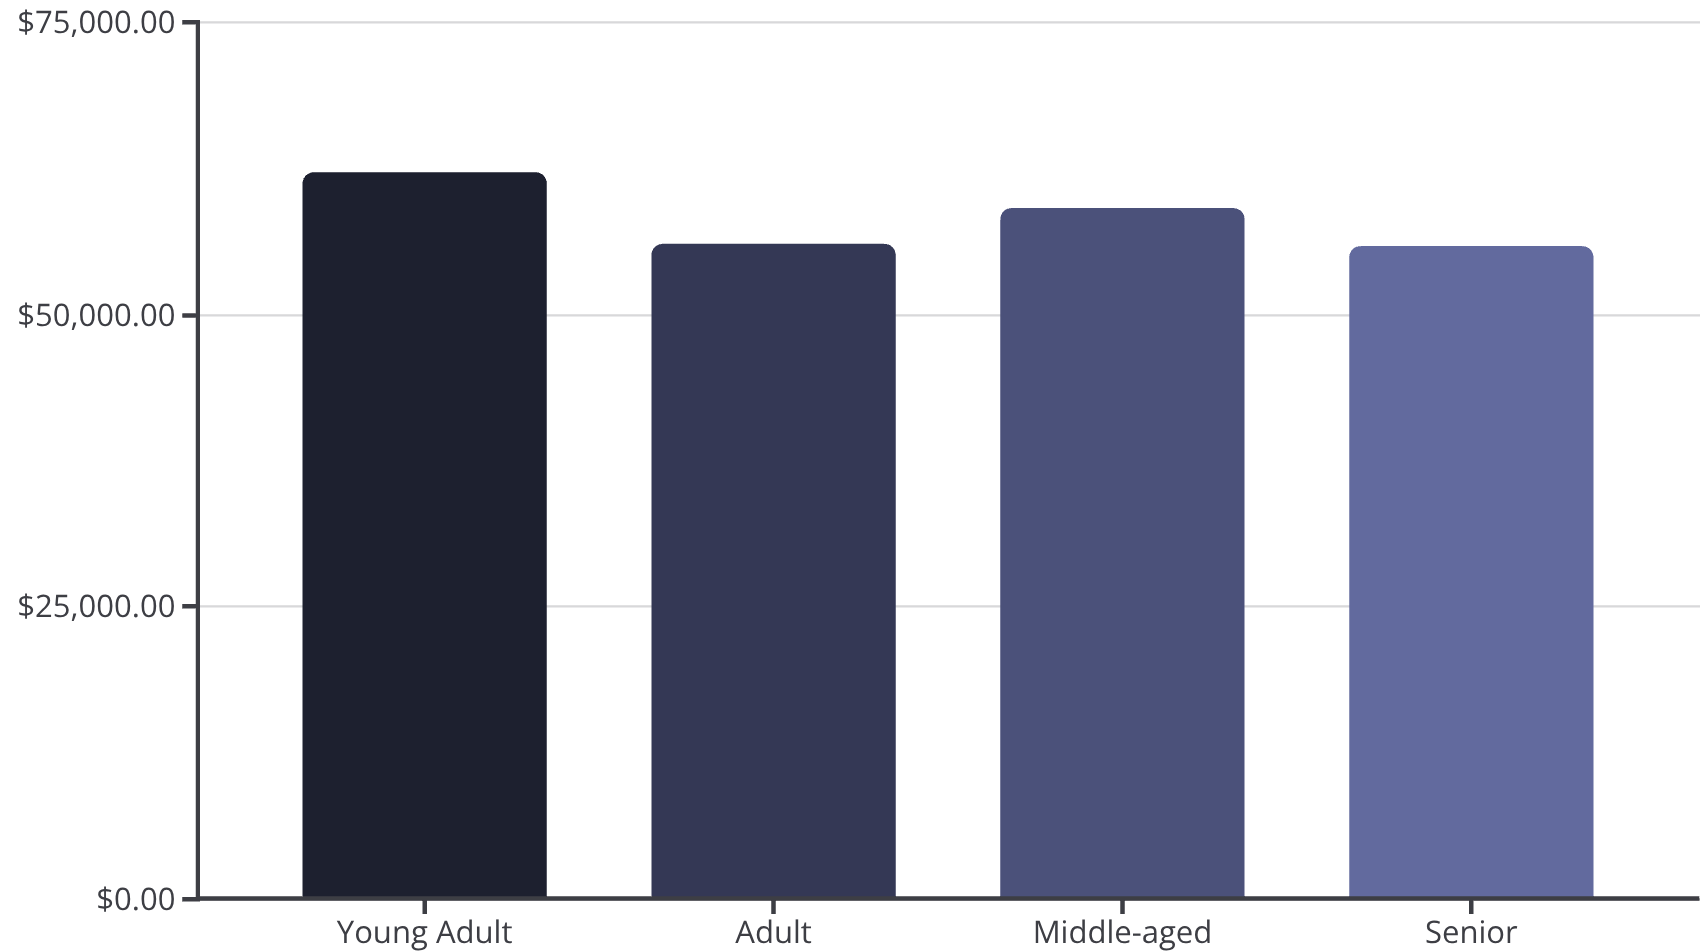 $75,000.00
$50,000.00
$25,000.00
$0.00
Young Adult
Adult
Middle-aged
Senior